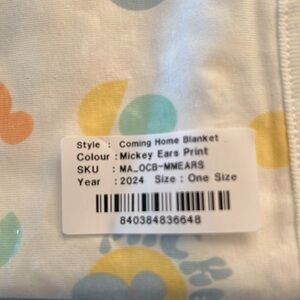 Style : Coming Home Blanket
Colour : Mickey Ears Print
SKU : MA_OCB-MMEARS
Year : 2024 Size : One Size
840384836648